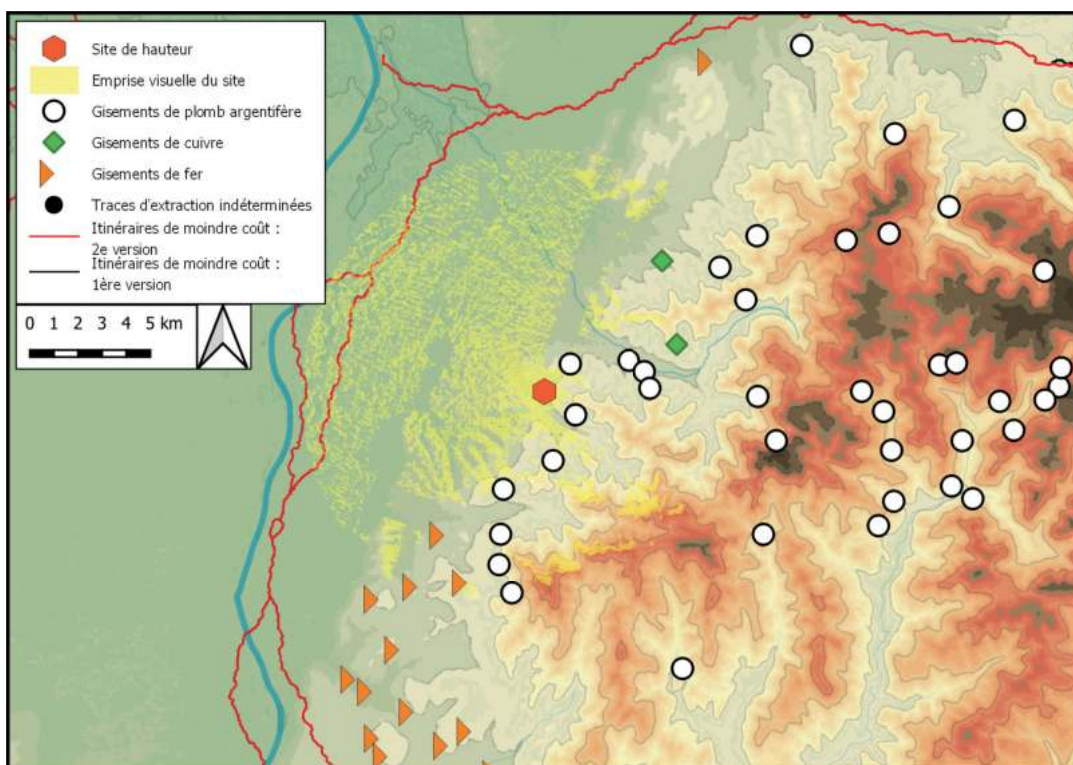 Site de hauteur
Emprise visuelle du site
Gisements de plomb argentifère
Gisements de cuivre
Gisements de fer
Traces d'extraction indéterminées
Itinéraires de moindre coût :
2e version
Itinéraires de moindre coût :
1ère version
0 1 2 3 4 5 km